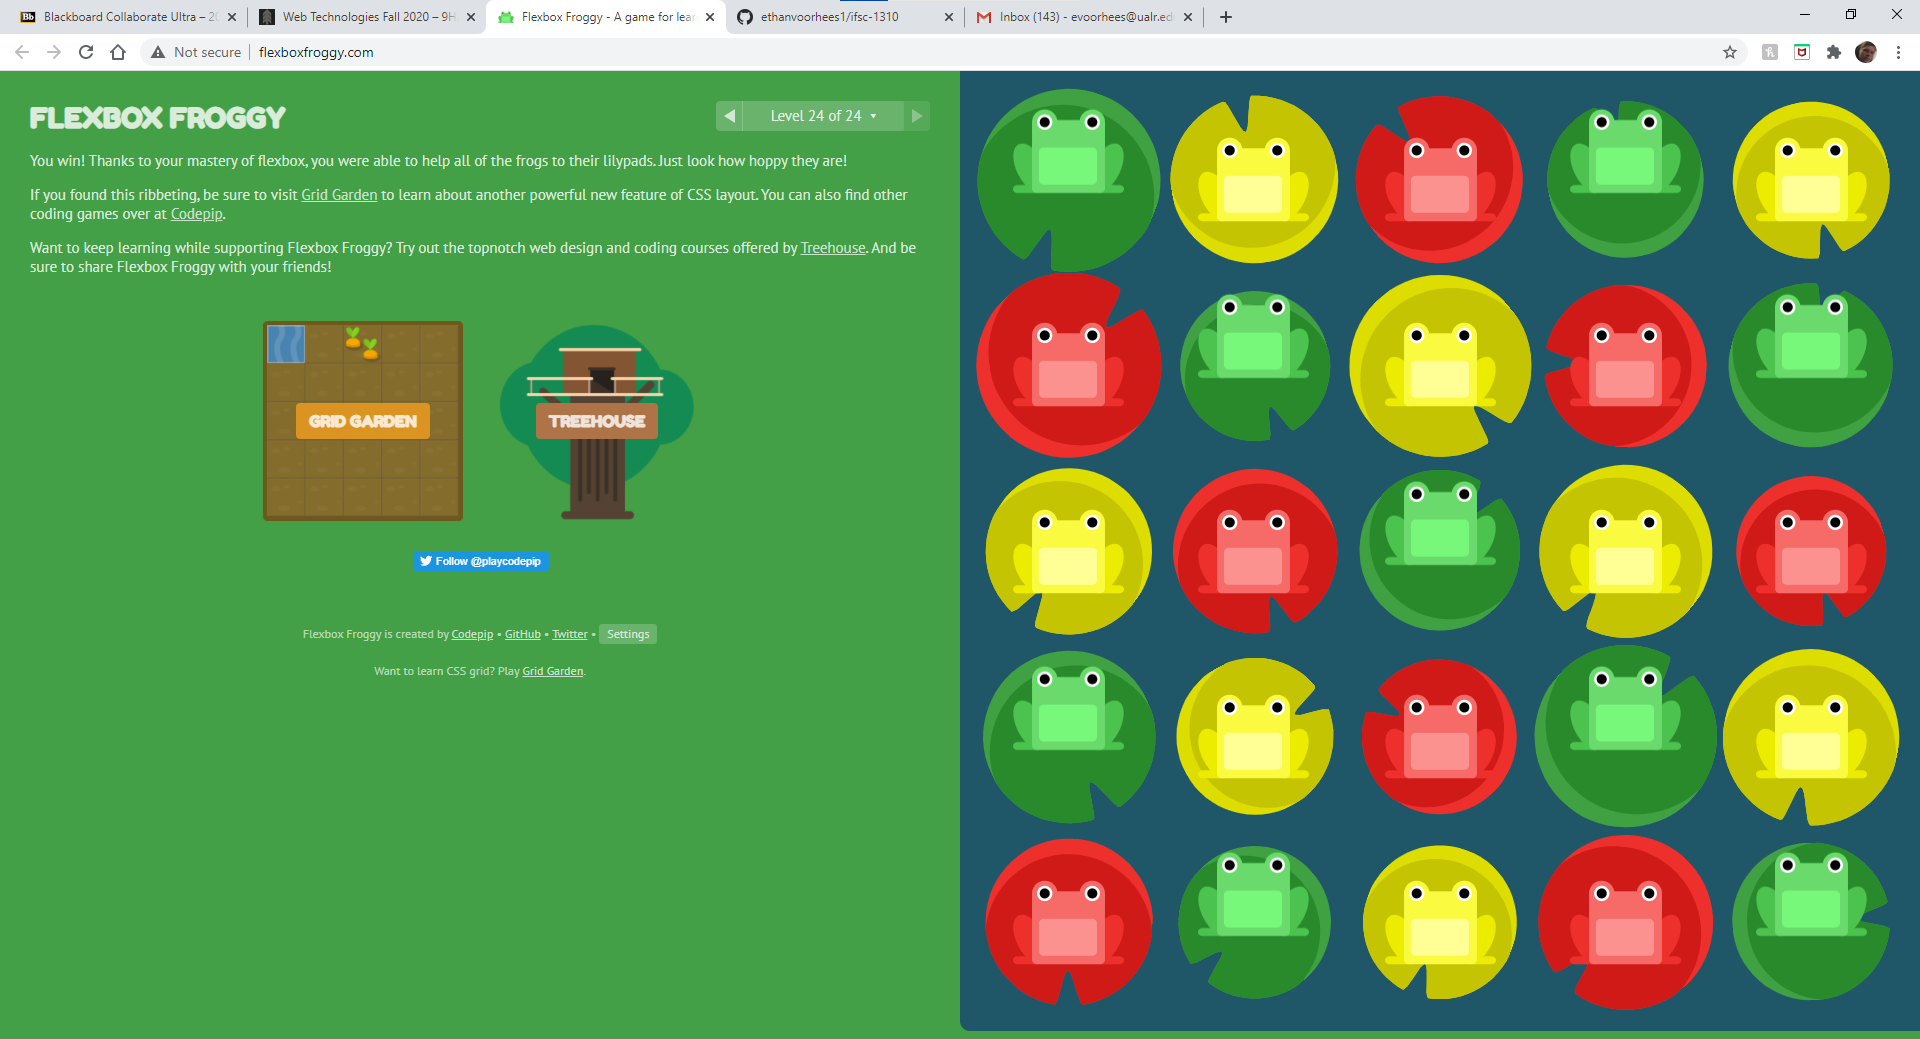 Blackboard Collaborate Ultra – 20
Web Technologies Fall 2020 – 9H
Flexbox Froggy - A game for lear
ethanvoorhees1/ifsc-1310
Inbox (143) - evoorhees@ualr.ed
Not secure
flexboxfroggy.com
FLEXBOX FROGGY
Level 24 of 24
You win! Thanks to your mastery of flexbox, you were able to help all of the frogs to their lilypads. Just look how hoppy they are!
If you found this ribbeting, be sure to visit Grid Garden to learn about another powerful new feature of CSS layout. You can also find other
coding games over at Codepip.
Want to keep learning while supporting Flexbox Froggy? Try out the topnotch web design and coding courses offered by Treehouse. And be
sure to share Flexbox Froggy with your friends!
GRID GARDEN
TREEHOUSE
Follow @playcodepip
Flexbox Froggy is created by Codepip • GitHub • Twitter • Settings
Want to learn CSS grid? Play Grid Garden.